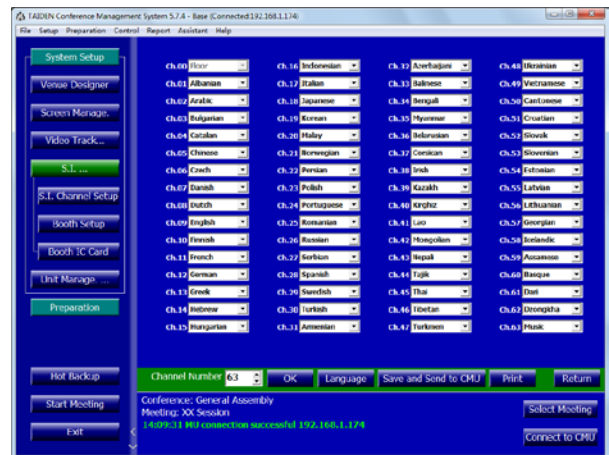 TAIDEN Conference Management System 5.7.4 - Base (Connected:192.168.1.174)
File Setup Preparation Control Report Assistant Help
System Setup
Venue Designer
Screen Manage.
Video Track...
S.I. ...
S.I. Channel Setup
Booth Setup
Booth IC Card
Unit Manage. ...
Preparation
Hot Backup
Start Meeting
Exit
Ch.00 Floor Ch.16 Indonesian Ch.32 Azerbaijani Ch.48 Ukrainian
Ch.01 Albanian Ch.17 Italian Ch.33 Balinese Ch.49 Vietnamese
Ch.02 Arabic Ch.18 Japanese Ch.34 Bengali Ch.50 Cantonese
Ch.03 Bulgarian Ch.19 Korean Ch.35 Myanmar Ch.51 Croatian
Ch.04 Catalan Ch.20 Malay Ch.36 Belarusian Ch.52 Slovak
Ch.05 Chinese Ch.21 Norwegian Ch.37 Corsican Ch.53 Slovenian
Ch.06 Czech Ch.22 Persian Ch.38 Irish Ch.54 Estonian
Ch.07 Danish Ch.23 Polish Ch.39 Kazakh Ch.55 Latvian
Ch.08 Dutch Ch.24 Portuguese Ch.40 Kirghiz Ch.56 Lithuanian
Ch.09 English Ch.25 Romanian Ch.41 Lao Ch.57 Georgian
Ch.10 Finnish Ch.26 Russian Ch.42 Mongolian Ch.58 Icelandic
Ch.11 French Ch.27 Serbian Ch.43 Nepali Ch.59 Assamese
Ch.12 German Ch.28 Spanish Ch.44 Tajik Ch.60 Basque
Ch.13 Greek Ch.29 Swedish Ch.45 Thai Ch.61 Dari
Ch.14 Hebrew Ch.30 Turkish Ch.46 Tibetan Ch.62 Dzongkha
Ch.15 Hungarian Ch.31 Armenian Ch.47 Turkmen Ch.63 Music
Channel Number 63 OK Language Save and Send to CMU Print Return
Conference: General Assembly
Meeting: XX Session
14:09:31 MU connection successful 192.168.1.174
Select Meeting
Connect to CMU